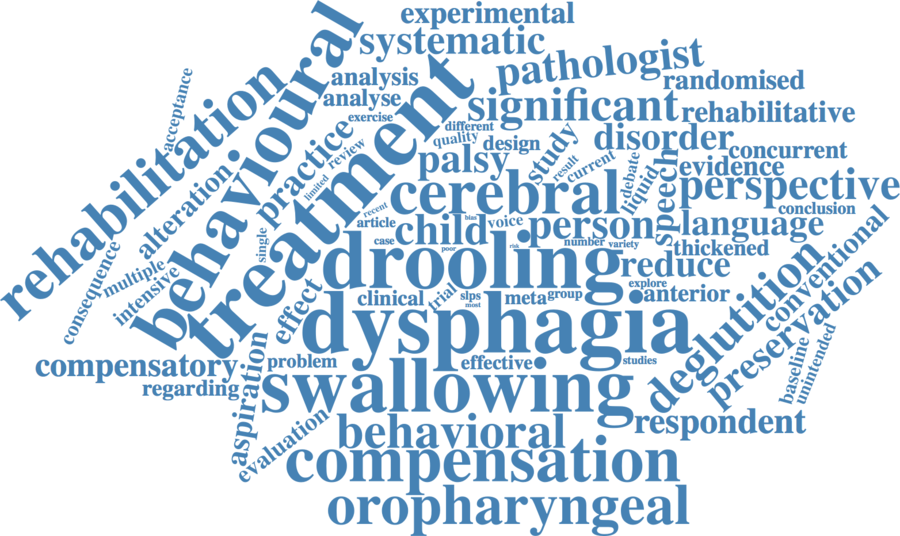 experimental
systematic
behavioural
pathologist
analysis
treatment
randomised
acceptance
rehabilitation
analyse
significant
rehabilitative
exercise
different
practice
quality
design
study
disorder
review
concurrent
palsy
result
current
debate
evidence
limited
cerebral
liquid
speech
perspective
alteration
recent
conclusion
article
child
bias
voice
person
language
consequence
single
case
poor
risk
number
variety
thickened
conventional
multiple
drooling
reduce
deglutition
intensive
explore
effect
clinical
trial
slps
meta
group
anterior
most
preservation
dysphagia
compensatory
problem
effective
studies
baseline
unintended
regarding
aspiration
swallowing
evaluation
behavioral
respondent
compensation
oropharyngeal